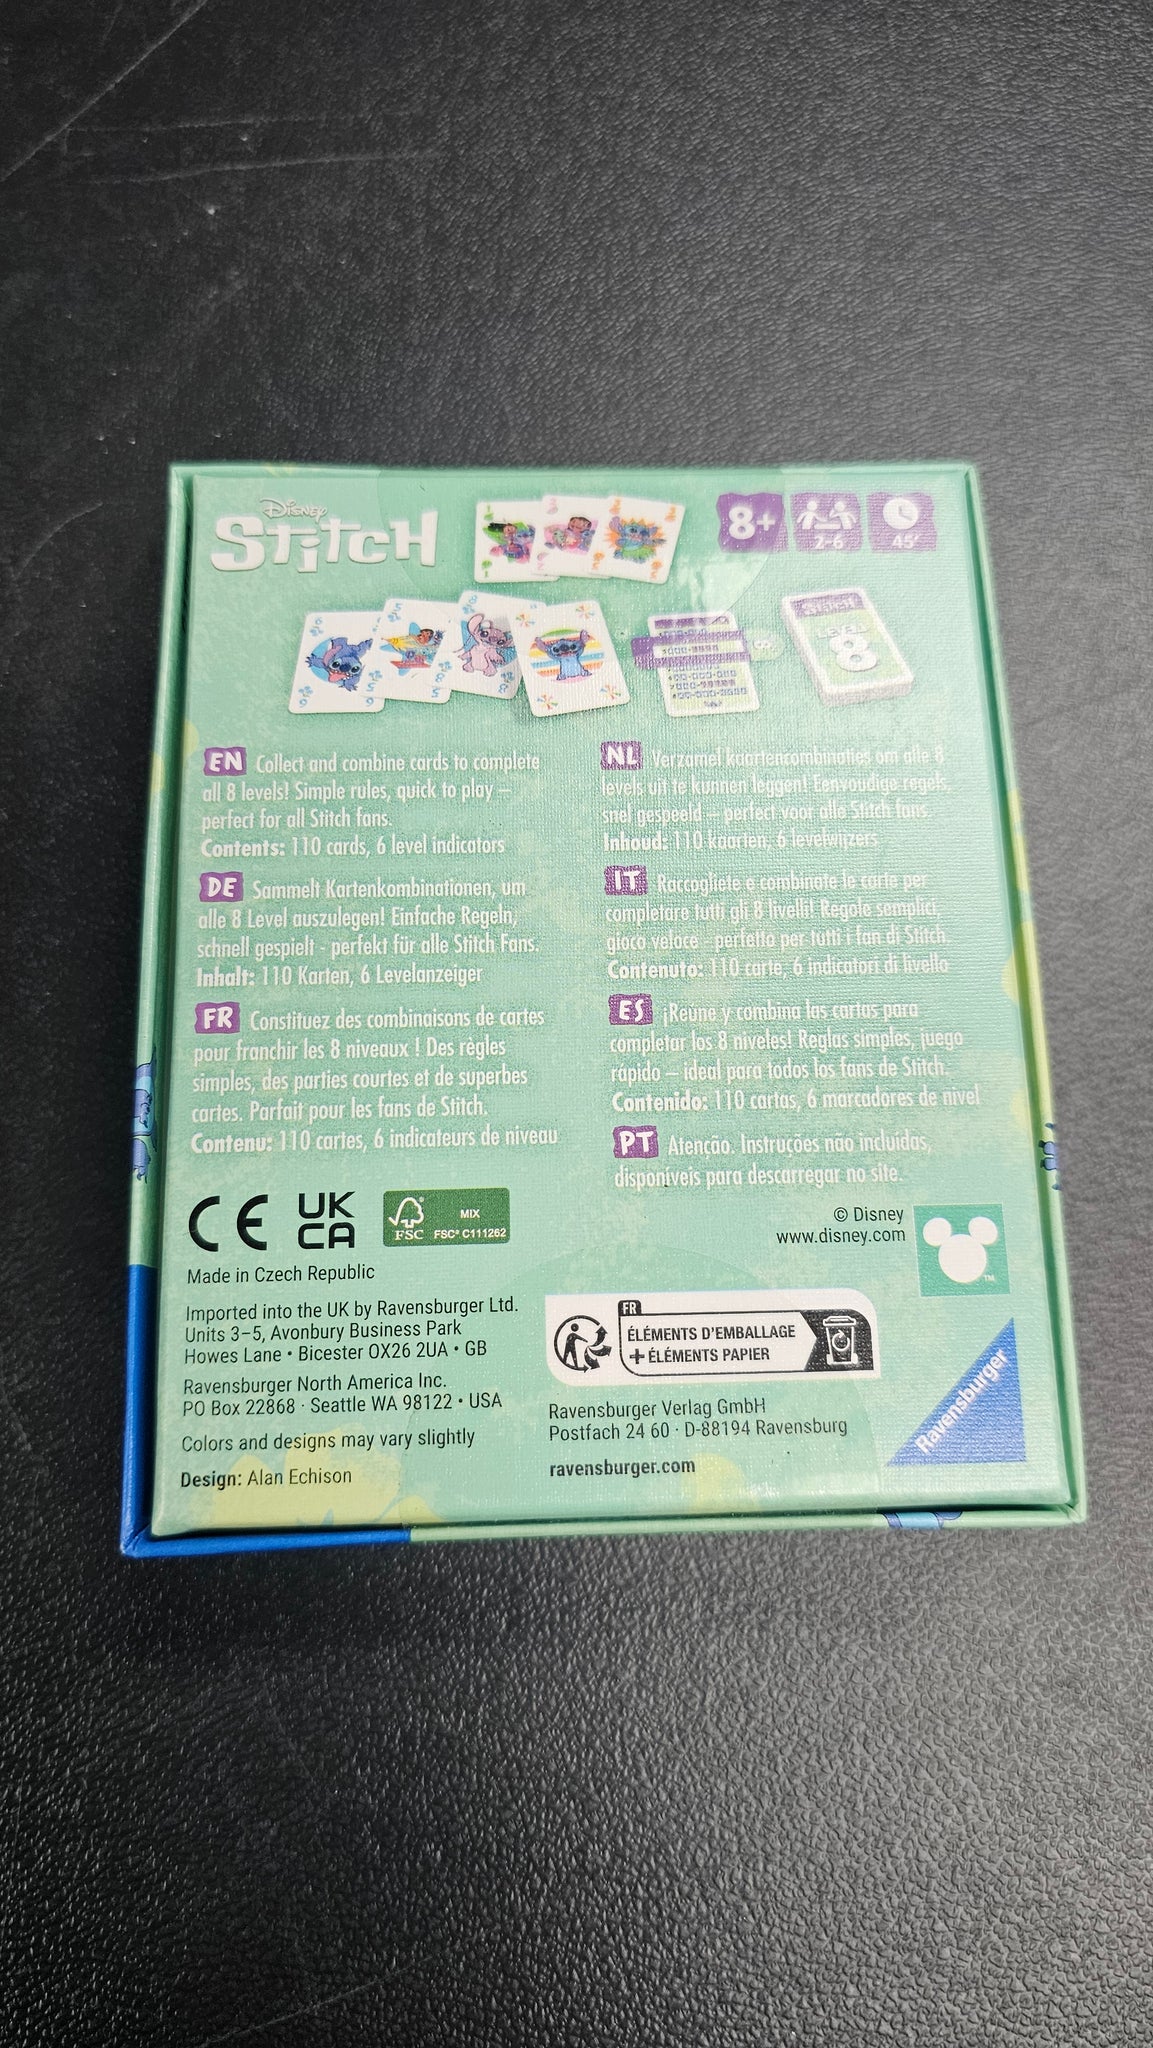 Disney
Stitch
8+
2-6
45'
Stitch
LEVEL
8
EN Collect and combine cards to complete
all 8 levels! Simple rules, quick to play –
perfect for all Stitch fans.
Contents: 110 cards, 6 level indicators
DE Sammelt Kartenkombinationen, um
alle 8 Level auszulegen! Einfache Regeln,
schnell gespielt - perfekt für alle Stitch Fans.
Inhalt: 110 Karten, 6 Levelanzeiger
FR Constituez des combinaisons de cartes
pour franchir les 8 niveaux ! Des règles
simples, des parties courtes et de superbes
cartes. Parfait pour les fans de Stitch.
Contenu: 110 cartes, 6 indicateurs de niveau
NL Verzamel kaartencombinaties om alle 8
levels uit te kunnen leggen! Eenvoudige regels,
snel gespeeld – perfect voor alle Stitch fans.
Inhoud: 110 kaarten, 6 levelwijzers
IT Raccogliete e combinate le carte per
completare tutti gli 8 livelli! Regole semplici,
gioco veloce - perfetto per tutti i fan di Stitch.
Contenuto: 110 carte, 6 indicatori di livello
ES ¡Reúne y combina las cartas para
completar los 8 niveles! Reglas simples, juego
rápido – ideal para todos los fans de Stitch.
Contenido: 110 cartas, 6 marcadores de nivel
PT Atenção. Instruções não incluídas,
disponíveis para descarregar no site.
CE UK CA FSC MIX
FSC® C111262
© Disney
www.disney.com
TM
Made in Czech Republic
Imported into the UK by Ravensburger Ltd.
Units 3–5, Avonbury Business Park
Howes Lane • Bicester OX26 2UA • GB
Ravensburger North America Inc.
PO Box 22868 · Seattle WA 98122 • USA
Colors and designs may vary slightly
Design: Alan Echison
FR
ÉLÉMENTS D'EMBALLAGE
+ ÉLÉMENTS PAPIER
Ravensburger Verlag GmbH
Postfach 24 60 · D-88194 Ravensburg
ravensburger.com
Ravensburger